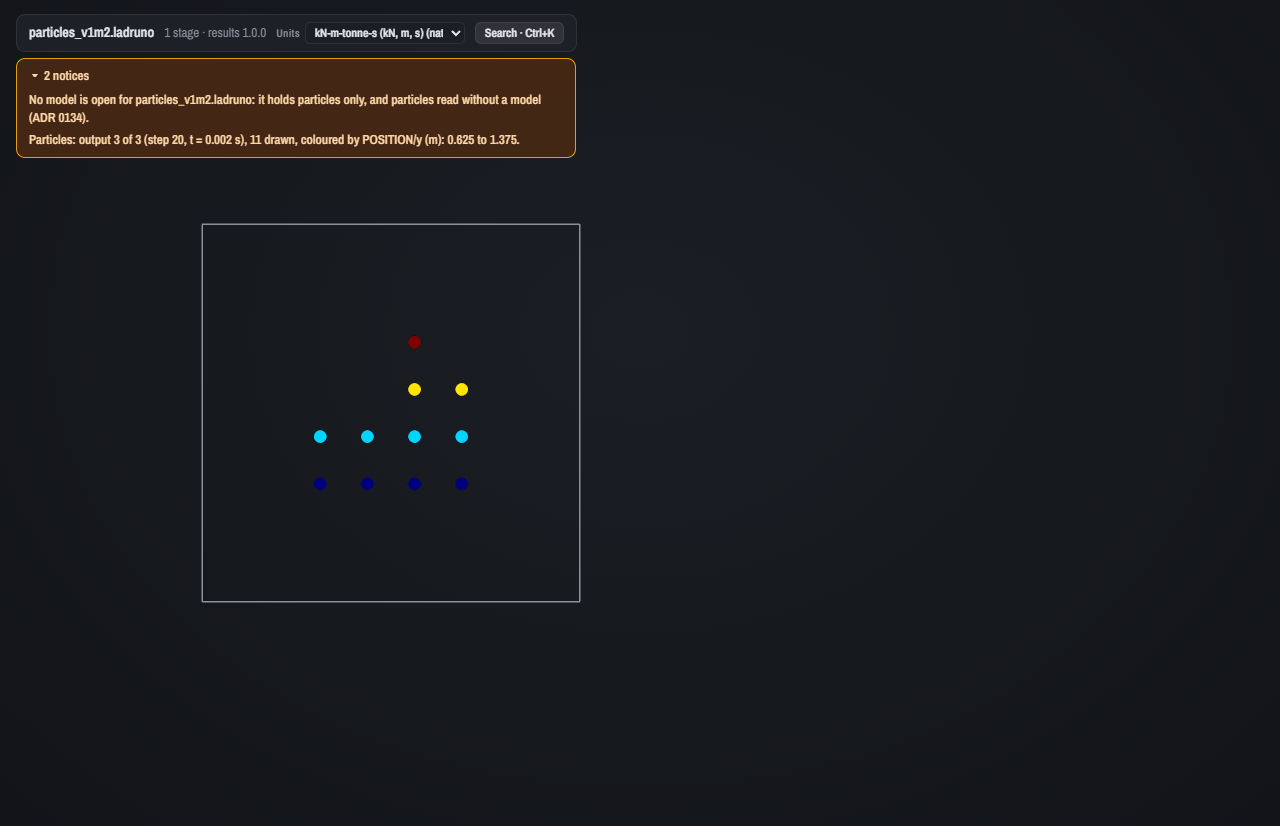 particles_v1m2.ladruno 1 stage · results 1.0.0 Units kN-m-tonne-s (kN, m, s) (nat Search · Ctrl+K
2 notices
No model is open for particles_v1m2.ladruno: it holds particles only, and particles read without a model
(ADR 0134).
Particles: output 3 of 3 (step 20, t = 0.002 s), 11 drawn, coloured by POSITION/y (m): 0.625 to 1.375.